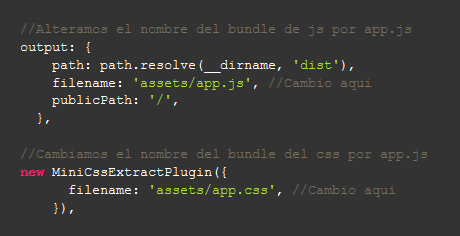 //Alteramos el nombre del bundle de js por app.js
output: {
path: path.resolve(__dirname, 'dist'),
filename: 'assets/app.js', //Cambio aqui
publicPath: '/',
},
//Cambiamos el nombre del bundle del css por app.js
new MiniCssExtractPlugin({
filename: 'assets/app.css', //Cambio aqui
}),